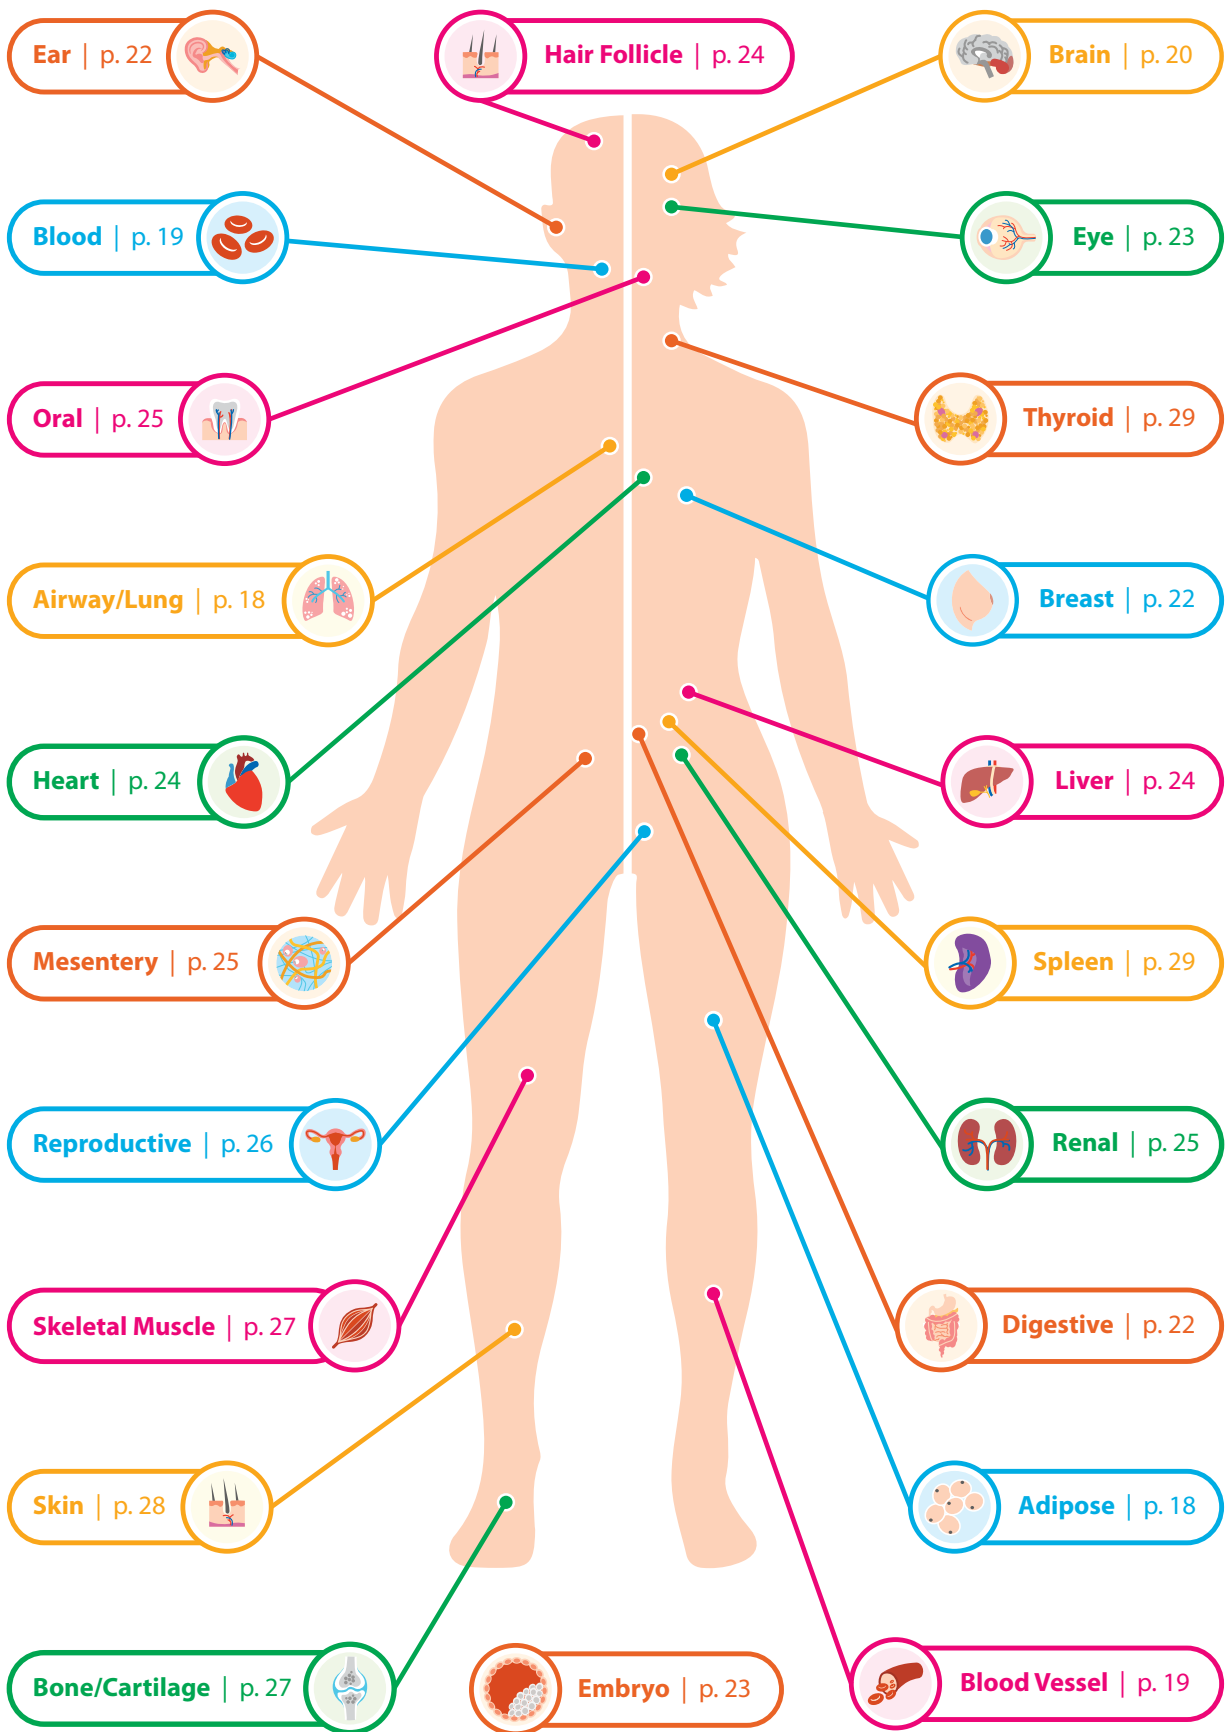 Ear | p. 22
Hair Follicle | p. 24
Brain | p. 20
Blood | p. 19
Eye | p. 23
Oral | p. 25
Thyroid | p. 29
Airway/Lung | p. 18
Breast | p. 22
Heart | p. 24
Liver | p. 24
Mesentery | p. 25
Spleen | p. 29
Reproductive | p. 26
Renal | p. 25
Skeletal Muscle | p. 27
Digestive | p. 22
Skin | p. 28
Adipose | p. 18
Bone/Cartilage | p. 27
Embryo | p. 23
Blood Vessel | p. 19